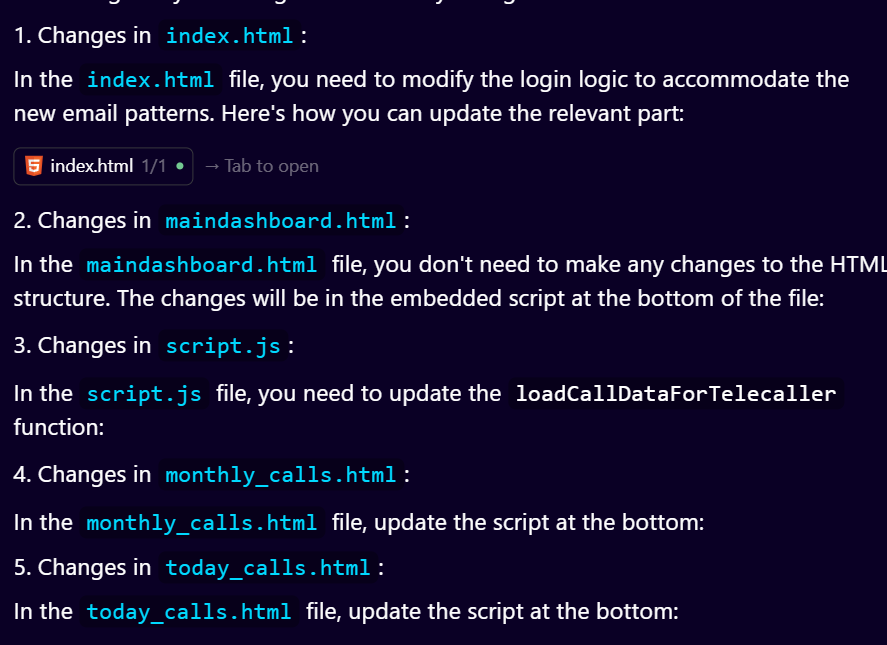 1. Changes in index.html :
In the index.html file, you need to modify the login logic to accommodate the
new email patterns. Here's how you can update the relevant part:
index.html 1/1 • → Tab to open
2. Changes in maindashboard.html :
In the maindashboard.html file, you don't need to make any changes to the HTML
structure. The changes will be in the embedded script at the bottom of the file:
3. Changes in script.js :
In the script.js file, you need to update the loadCallDataForTelecaller
function:
4. Changes in monthly_calls.html :
In the monthly_calls.html file, update the script at the bottom:
5. Changes in today_calls.html :
In the today_calls.html file, update the script at the bottom: